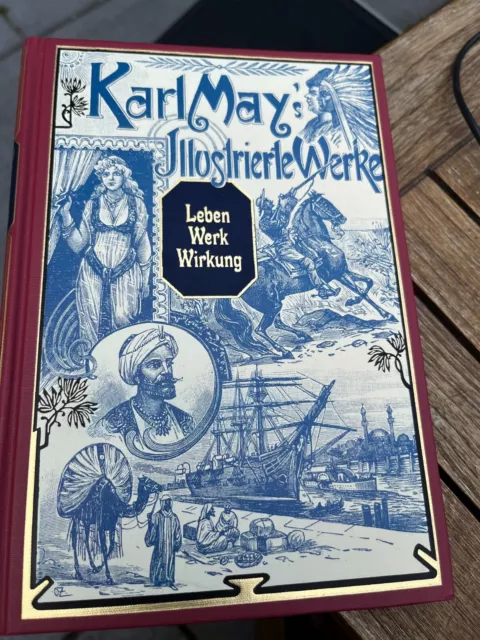 Karl May's
Illustrierte Werke
Leben
Werk
Wirkung